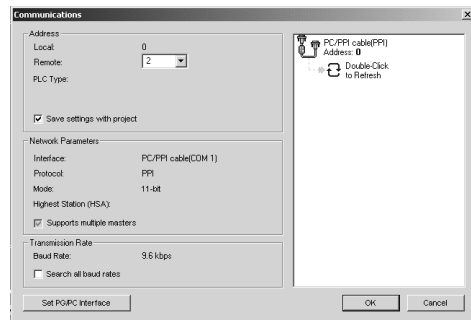 Communications
Address
Local: 0
Remote: 2
PLC Type:
Save settings with project
Network Parameters
Interface: PC/PPI cable(COM 1)
Protocol: PPI
Mode: 11-bit
Highest Station (HSA):
Supports multiple masters
Transmission Rate
Baud Rate: 9.6 kbps
Search all baud rates
Set PG/PC Interface
PC/PPI cable(PPI)
Address: 0
Double-Click
to Refresh
OK Cancel